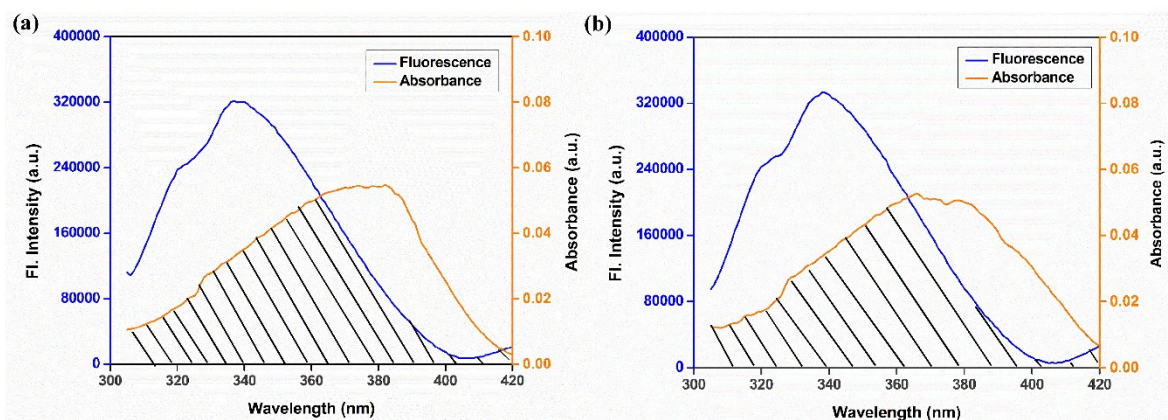 (a)
400000
320000
240000
160000
80000
0
Fl. Intensity (a.u.)
Fluorescence
Absorbance
0.10
0.08
0.06
0.04
0.02
0.00
Absorbance (a.u.)
300 320 340 360 380 400 420
Wavelength (nm)
(b)
400000
320000
240000
160000
80000
0
Fl. Intensity (a.u.)
Fluorescence
Absorbance
0.10
0.08
0.06
0.04
0.02
0.00
Absorbance (a.u.)
300 320 340 360 380 400 420
Wavelength (nm)